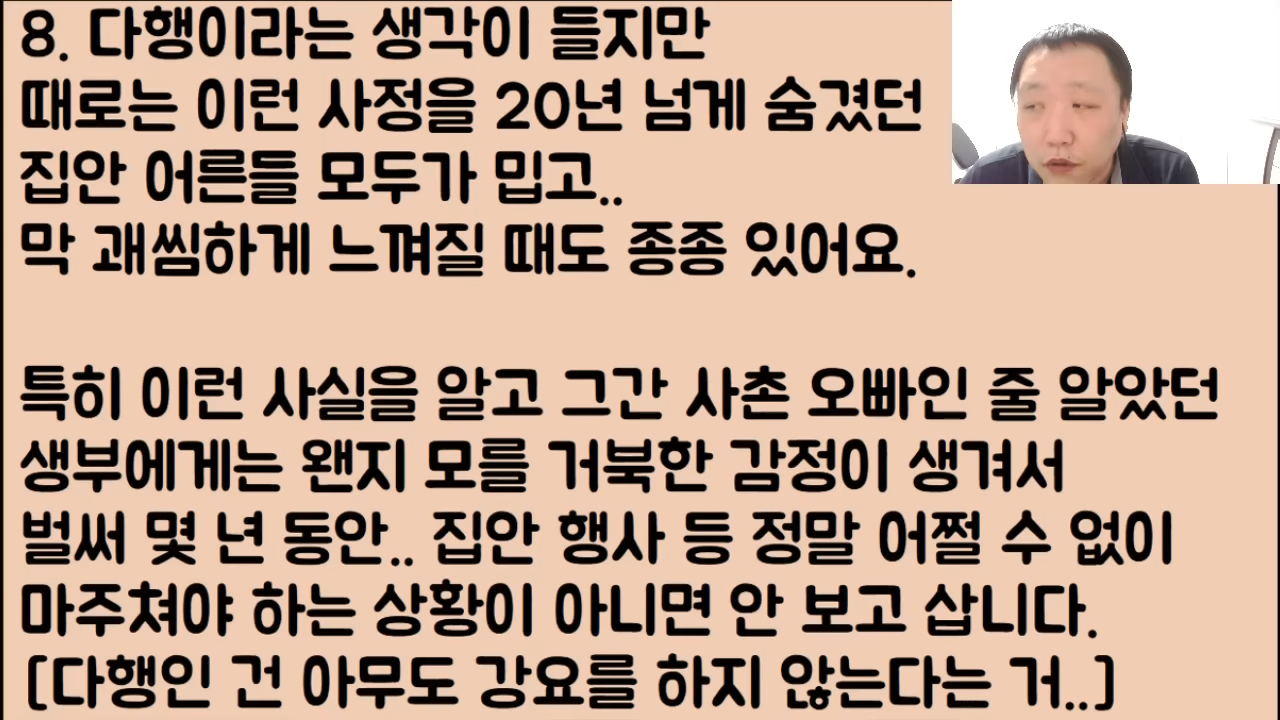 8. 다행이라는 생각이 들지만
때로는 이런 사정을 20년 넘게 숨겼던
집안 어른들 모두가 밉고..
막 괘씸하게 느껴질 때도 종종 있어요.
특히 이런 사실을 알고 그간 사촌 오빠인 줄 알았던
생부에게는 왠지 모를 거북한 감정이 생겨서
벌써 몇 년 동안.. 집안 행사 등 정말 어쩔 수 없이
마주쳐야 하는 상황이 아니면 안 보고 삽니다.
[다행인 건 아무도 강요를 하지 않는다는 거..]